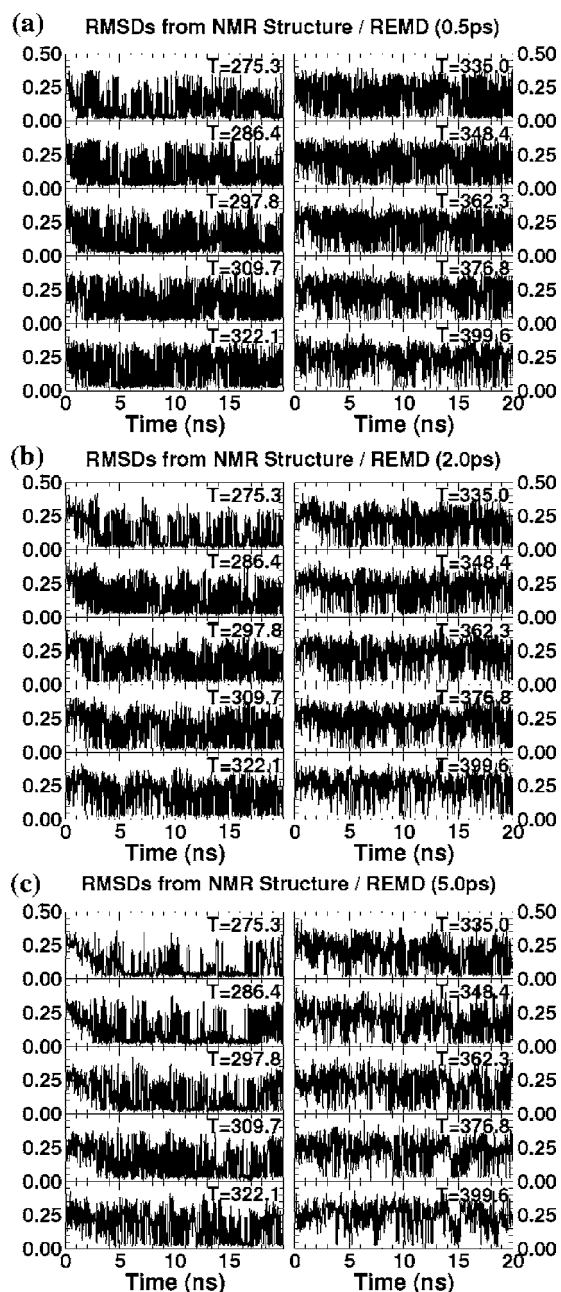 (a) RMSDs from NMR Structure / REMD (0.5ps)
0.50
T=275.3 T=335.0 0.50
0.25 0.25
0.00 T=286.4 T=348.4 0.00
0.25 0.25
0.00 T=297.8 T=362.3 0.00
0.25 0.25
0.00 T=309.7 T=376.8 0.00
0.25 0.25
0.00 T=322.1 T=399.6 0.00
0.25 0.25
0.00 0.00
0 5 10 15 0 5 10 15 20
Time (ns) Time (ns)
(b) RMSDs from NMR Structure / REMD (2.0ps)
0.50 0.50
T=275.3 T=335.0
0.25 0.25
0.00 T=286.4 T=348.4 0.00
0.25 0.25
0.00 T=297.8 T=362.3 0.00
0.25 0.25
0.00 T=309.7 T=376.8 0.00
0.25 0.25
0.00 T=322.1 T=399.6 0.00
0.25 0.25
0.00 0.00
0 5 10 15 0 5 10 15 20
Time (ns) Time (ns)
(c) RMSDs from NMR Structure / REMD (5.0ps)
0.50 0.50
T=275.3 T=335.0
0.25 0.25
0.00 T=286.4 T=348.4 0.00
0.25 0.25
0.00 T=297.8 T=362.3 0.00
0.25 0.25
0.00 T=309.7 T=376.8 0.00
0.25 0.25
0.00 T=322.1 T=399.6 0.00
0.25 0.25
0.00 0.00
0 5 10 15 0 5 10 15 20
Time (ns) Time (ns)